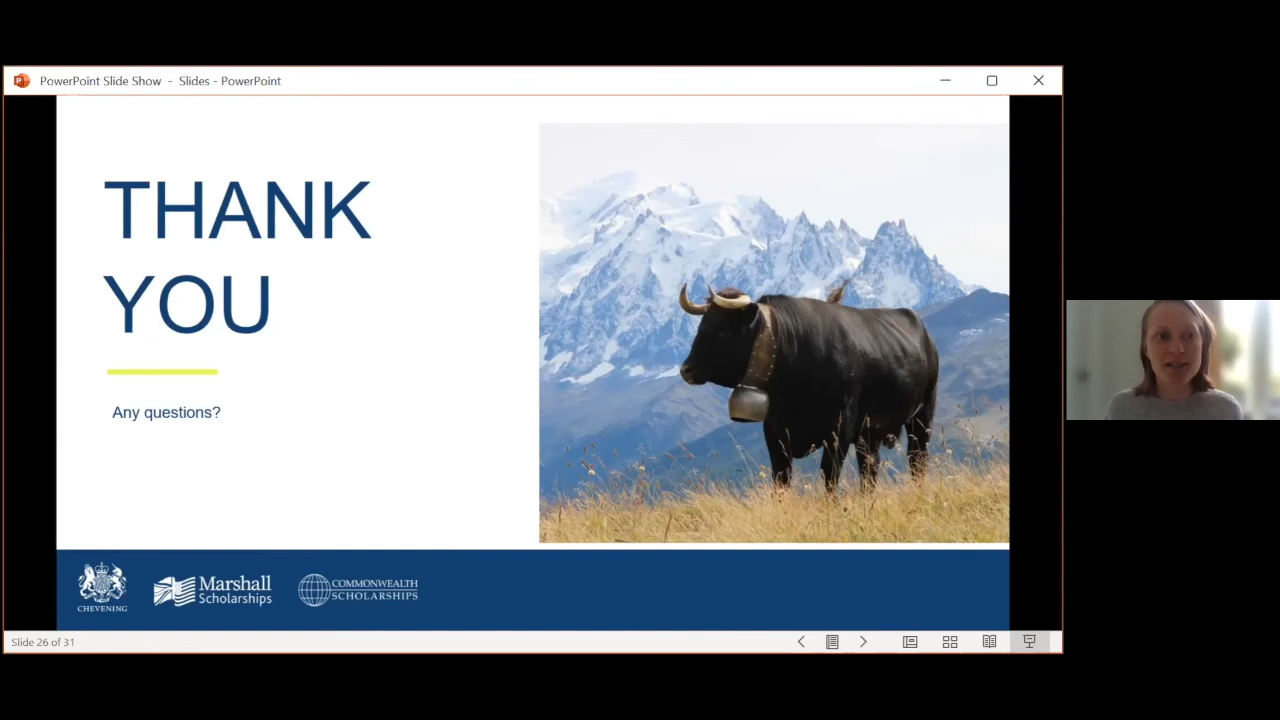 PowerPoint Slide Show - Slides - PowerPoint
THANK
YOU
Any questions?
CHEVENING
Marshall
Scholarships
COMMONWEALTH
SCHOLARSHIPS
Slide 26 of 31